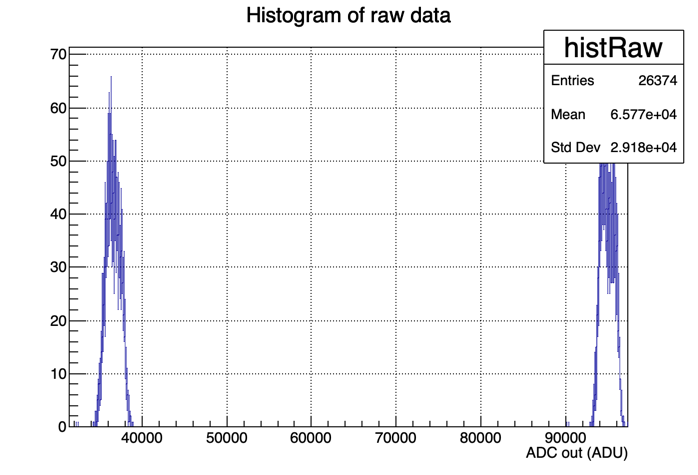 Histogram of raw data
histRaw
Entries 26374
Mean 6.577e+04
Std Dev 2.918e+04
70
60
50
40
30
20
10
0
40000 50000 60000 70000 80000 90000
ADC out (ADU)